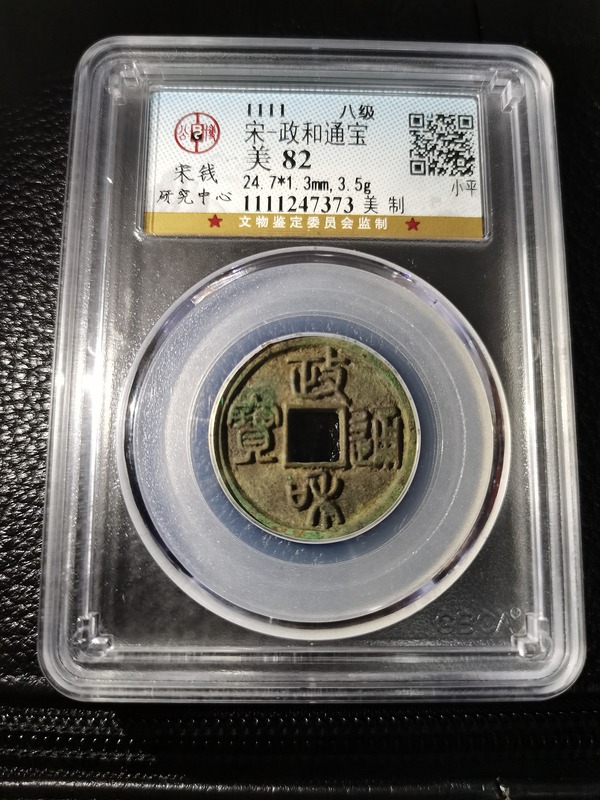 1111 八级
宋-政和通宝
美 82
24.7*1.3mm,3.5g
小平
宋钱
研究中心
1111247373 美 制
文物鉴定委员会监制
政
寶 通
和